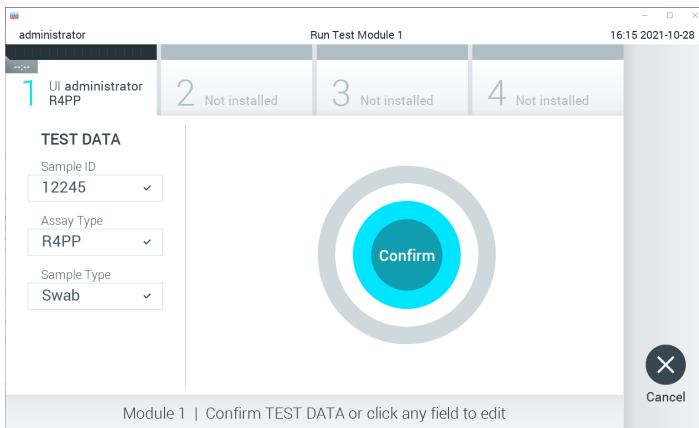 administrator Run Test Module 1 16:15 2021-10-28
--:--
1 UI administrator
R4PP
2 Not installed
3 Not installed
4 Not installed
TEST DATA
Sample ID
12245
Assay Type
R4PP
Sample Type
Swab
Confirm
Cancel
Module 1 | Confirm TEST DATA or click any field to edit